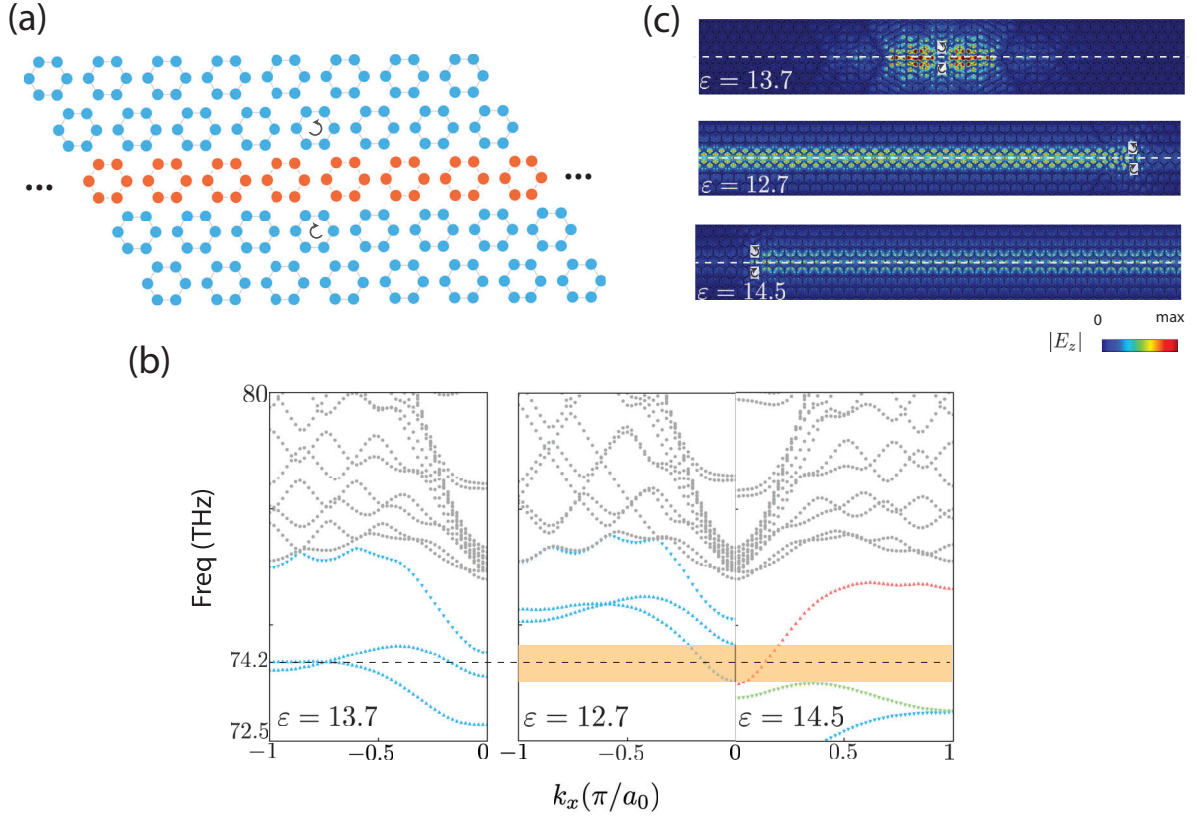 (a)
•••
•••
(c)
ε = 13.7
ε = 12.7
ε = 14.5
0 max
|E_z|
(b)
80
74.2
72.5
Freq (THz)
ε = 13.7
ε = 12.7
ε = 14.5
−1 −0.5 0
−1 −0.5 0 0.5 1
k_x(π/a_0)